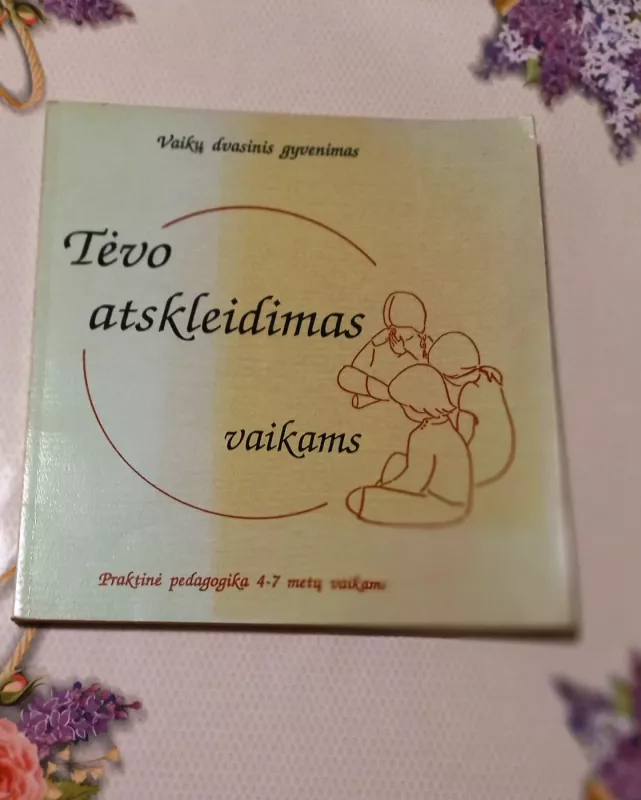 Vaikų dvasinis gyvenimas
Tėvo
atskleidimas
vaikams
Praktinė pedagogika 4-7 metų vaikams